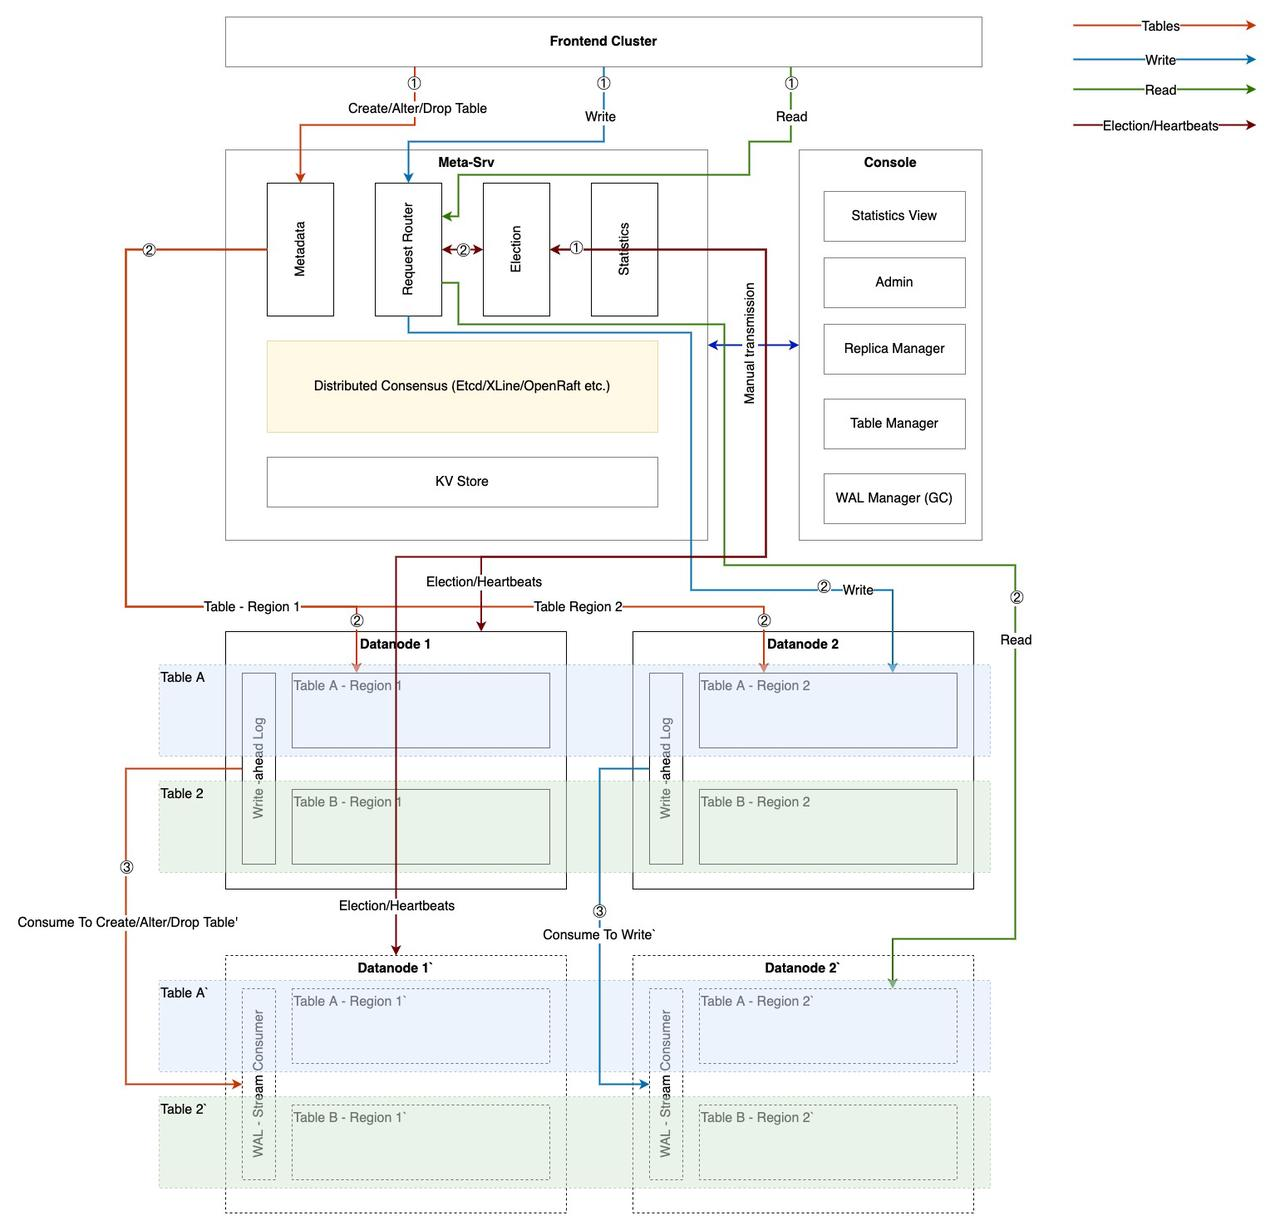 Frontend Cluster
Tables
Write
Read
Election/Heartbeats
①
①
①
Create/Alter/Drop Table
Write
Read
Meta-Srv
Console
Metadata
Request Router
Election
Statistics
②
②
①
Statistics View
Admin
Replica Manager
Table Manager
WAL Manager (GC)
Manual transmission
Distributed Consensus (Etcd/XLine/OpenRaft etc.)
KV Store
Election/Heartbeats
② Write
②
Read
Table - Region 1
Table Region 2
②
②
Datanode 1
Datanode 2
Table A
Table A - Region 1
Table A - Region 2
Write -ahead Log
Write -ahead Log
Table 2
Table B - Region 1
Table B - Region 2
③
Consume To Create/Alter/Drop Table'
Election/Heartbeats
③
Consume To Write`
Datanode 1`
Datanode 2`
Table A`
Table A - Region 1`
Table A - Region 2`
WAL - Stream Consumer
WAL - Stream Consumer
Table 2`
Table B - Region 1`
Table B - Region 2`